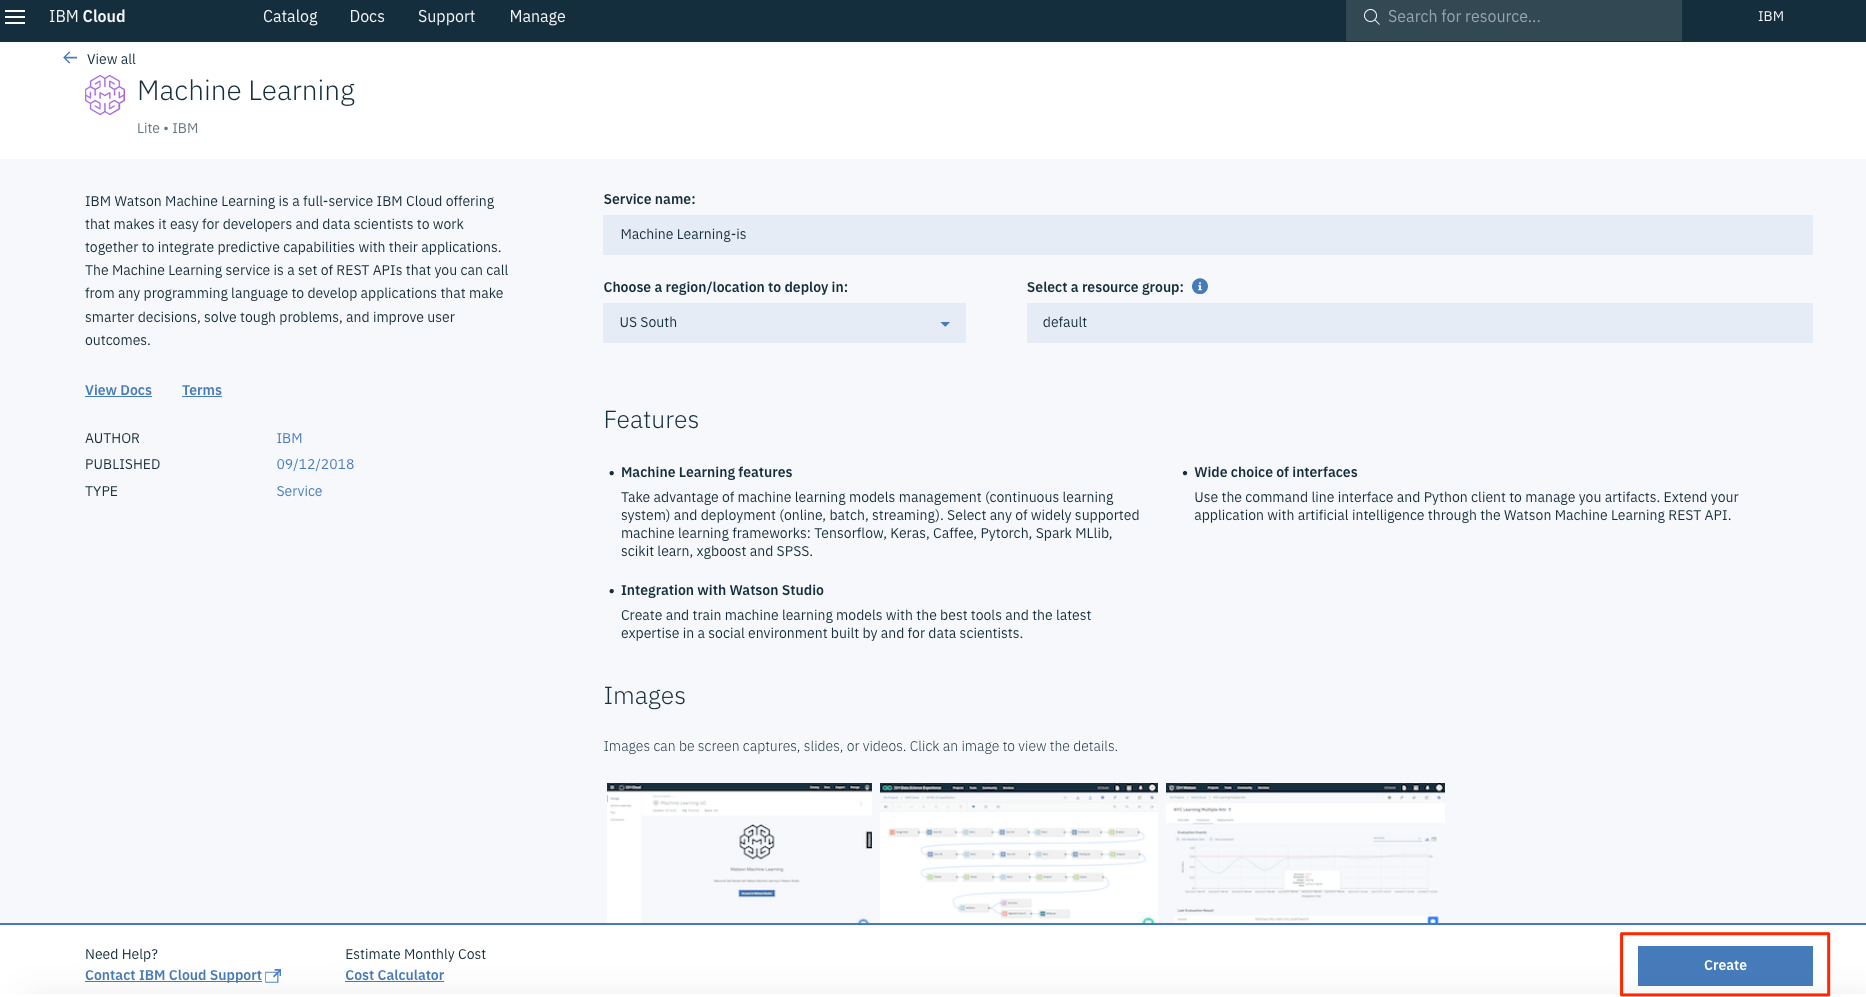 IBM Cloud
Catalog
Docs
Support
Manage
Search for resource...
IBM
View all
Machine Learning
Lite • IBM
IBM Watson Machine Learning is a full-service IBM Cloud offering
that makes it easy for developers and data scientists to work
together to integrate predictive capabilities with their applications.
The Machine Learning service is a set of REST APIs that you can call
from any programming language to develop applications that make
smarter decisions, solve tough problems, and improve user
outcomes.
View Docs
Terms
AUTHOR IBM
PUBLISHED 09/12/2018
TYPE Service
Service name:
Machine Learning-is
Choose a region/location to deploy in:
US South
Select a resource group:
default
Features
• Machine Learning features
Take advantage of machine learning models management (continuous learning
system) and deployment (online, batch, streaming). Select any of widely supported
machine learning frameworks: Tensorflow, Keras, Caffee, Pytorch, Spark MLlib,
scikit learn, xgboost and SPSS.
• Wide choice of interfaces
Use the command line interface and Python client to manage you artifacts. Extend your
application with artificial intelligence through the Watson Machine Learning REST API.
• Integration with Watson Studio
Create and train machine learning models with the best tools and the latest
expertise in a social environment built by and for data scientists.
Images
Images can be screen captures, slides, or videos. Click an image to view the details.
Watson Machine Learning
Need Help?
Contact IBM Cloud Support
Estimate Monthly Cost
Cost Calculator
Create